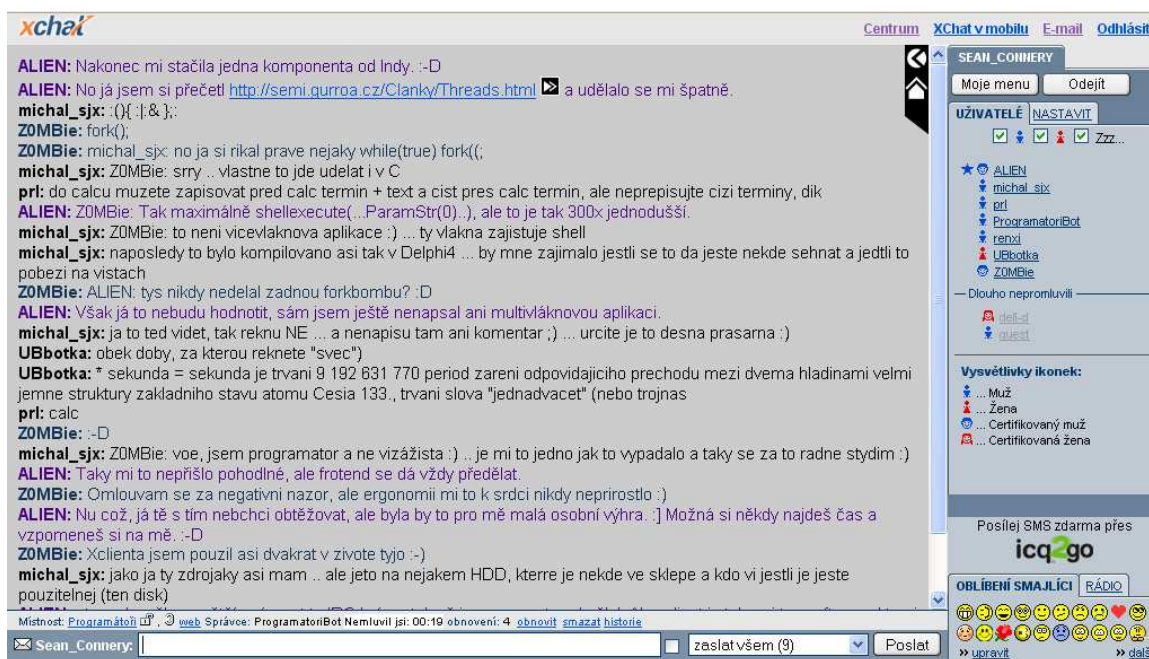 xchat
Centrum XChat v mobilu E-mail Odhlásit
ALIEN: Nakonec mi stačila jedna komponenta od Indy. :-D
ALIEN: No já jsem si přečetl http://semi.gurroa.cz/Clanky/Threads.html a udělalo se mi špatně.
michal_sjx: :(){ :|:& };:
Z0MBie: fork();
Z0MBie: michal_sjx: no ja si rikal prave nejaky while(true) fork((;
michal_sjx: Z0MBie: srry .. vlastne to jde udelat i v C
prl: do calcu muzete zapisovat pred calc termin + text a cist pres calc termin, ale neprepisujte cizi terminy, dik
ALIEN: Z0MBie: Tak maximálně shellexecute(...ParamStr(0)..), ale to je tak 300x jednodušší.
michal_sjx: Z0MBie: to neni vicevlaknova aplikace :) ... ty vlakna zajistuje shell
michal_sjx: naposledy to bylo kompilovano asi tak v Delphi4 ... by mne zajimalo jestli se to da jeste nekde sehnat a jedtli to
pobezi na vistach
Z0MBie: ALIEN: tys nikdy nedelal zadnou forkbombu? :D
ALIEN: Však já to nebudu hodnotit, sám jsem ještě nenapsal ani multivláknovou aplikaci.
michal_sjx: ja to ted videt, tak reknu NE ... a nenapisu tam ani komentar ;) ... urcite je to desna prasarna :)
UBbotka: obek doby, za kterou reknete "svec")
UBbotka: * sekunda = sekunda je trvani 9 192 631 770 period zareni odpovidajiciho prechodu mezi dvema hladinami velmi
jemne struktury zakladniho stavu atomu Cesia 133., trvani slova "jednadvacet" (nebo trojnas
prl: calc
Z0MBie: :-D
michal_sjx: Z0MBie: voe, jsem programator a ne vizážista :) .. je mi to jedno jak to vypadalo a taky se za to radne stydim :)
ALIEN: Taky mi to nepřišlo pohodlné, ale frotend se dá vždy předělat.
Z0MBie: Omlouvam se za negativni nazor, ale ergonomii mi to k srdci nikdy neprirostlo :)
ALIEN: Nu což, já tě s tím nebchci obtěžovat, ale byla by to pro mě malá osobní výhra. :] Možná si někdy najdeš čas a
vzpomeneš si na mě. :-D
Z0MBie: Xclienta jsem pouzil asi dvakrat v zivote tyjo :-)
michal_sjx: jako ja ty zdrojaky asi mam .. ale jeto na nejakem HDD, kterre je nekde ve sklepe a kdo vi jestli je jeste
pouzitelnej (ten disk)
Místnost: Programátoři , web Správce: ProgramatoriBot Nemluvil jsi: 00:19 obnovení: 4 obnovit smazat historie
Sean_Connery: zaslat všem (9) Poslat
SEAN_CONNERY
Moje menu Odejít
UŽIVATELÉ NASTAVIT
Zzz...
ALIEN
michal_sjx
prl
ProgramatoriBot
renxi
UBbotka
Z0MBie
Dlouho nepromluvili
dell-sl
guest
Vysvětlivky ikonek:
... Muž
... Žena
... Certifikovaný muž
... Certifikovaná žena
Posílej SMS zdarma přes
icq2go
OBLÍBENÍ SMAJLÍCI RÁDIO
» upravit » dalš